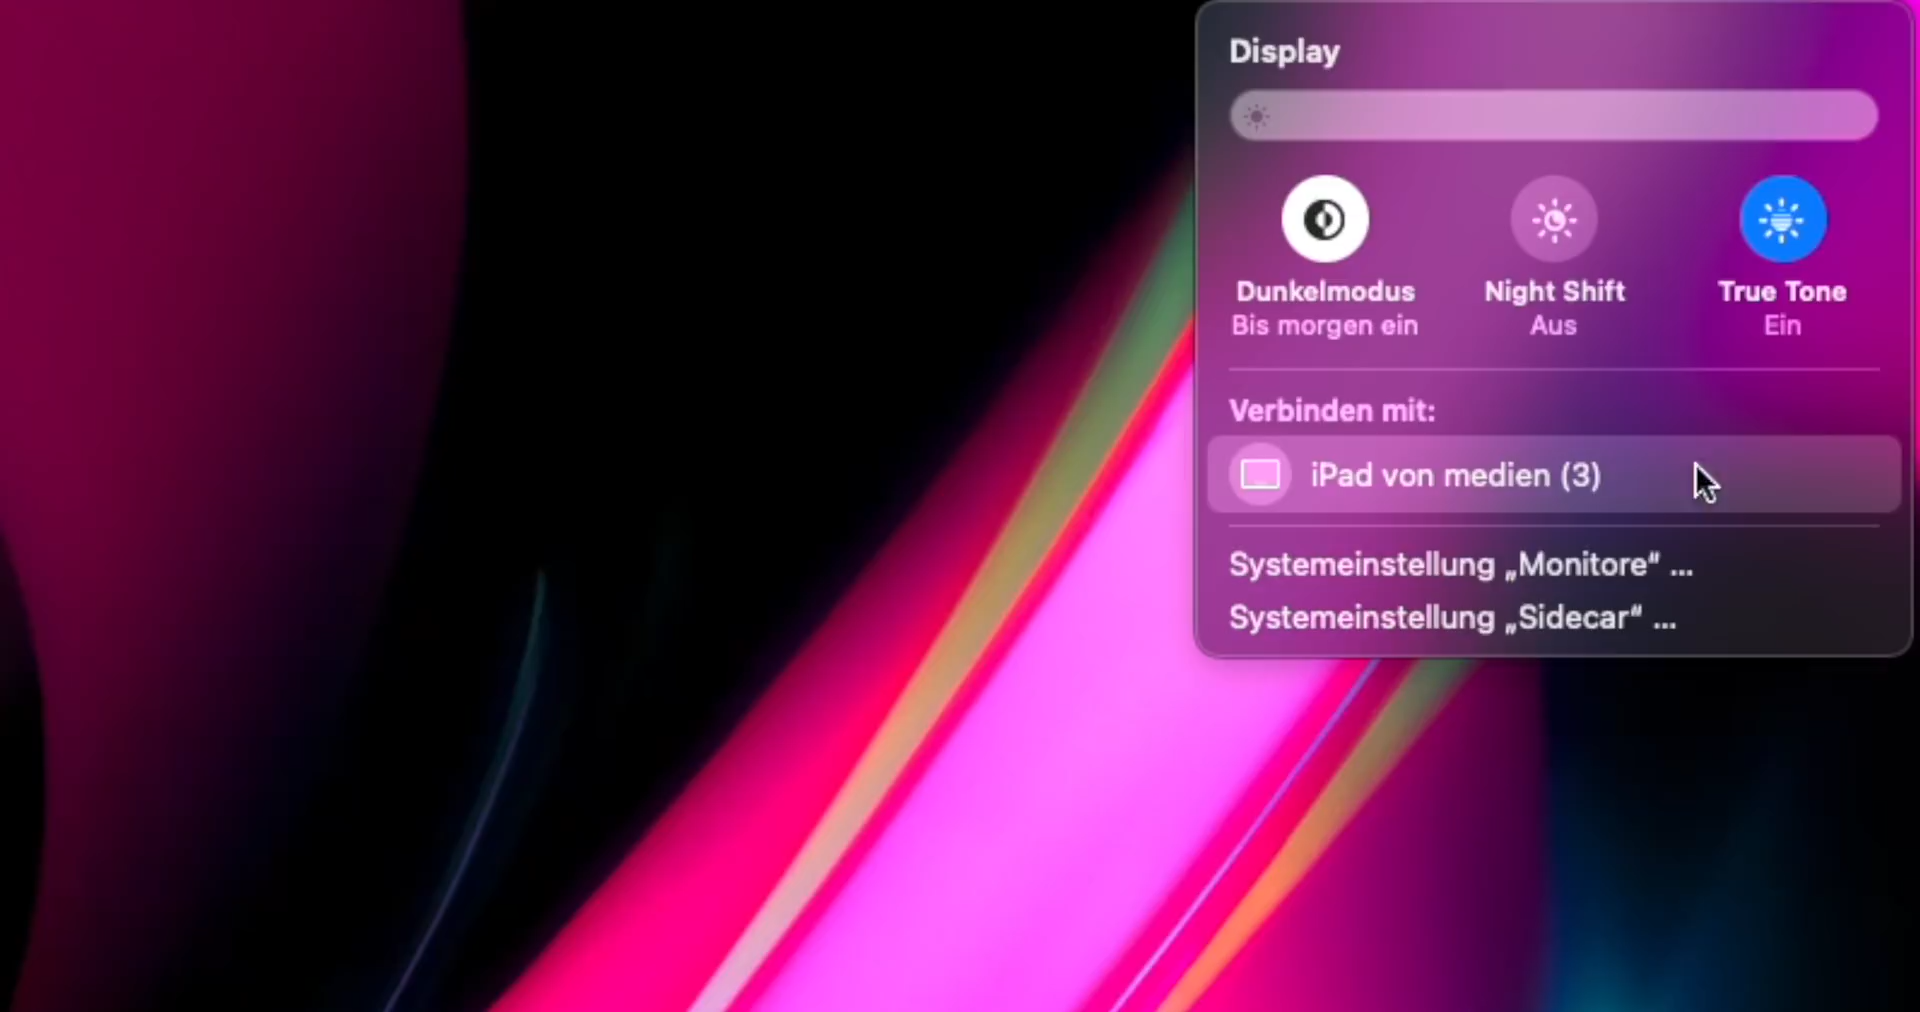 Display
Dunkelmodus
Bis morgen ein
Night Shift
Aus
True Tone
Ein
Verbinden mit:
iPad von medien (3)
Systemeinstellung „Monitore“ ...
Systemeinstellung „Sidecar“ ...